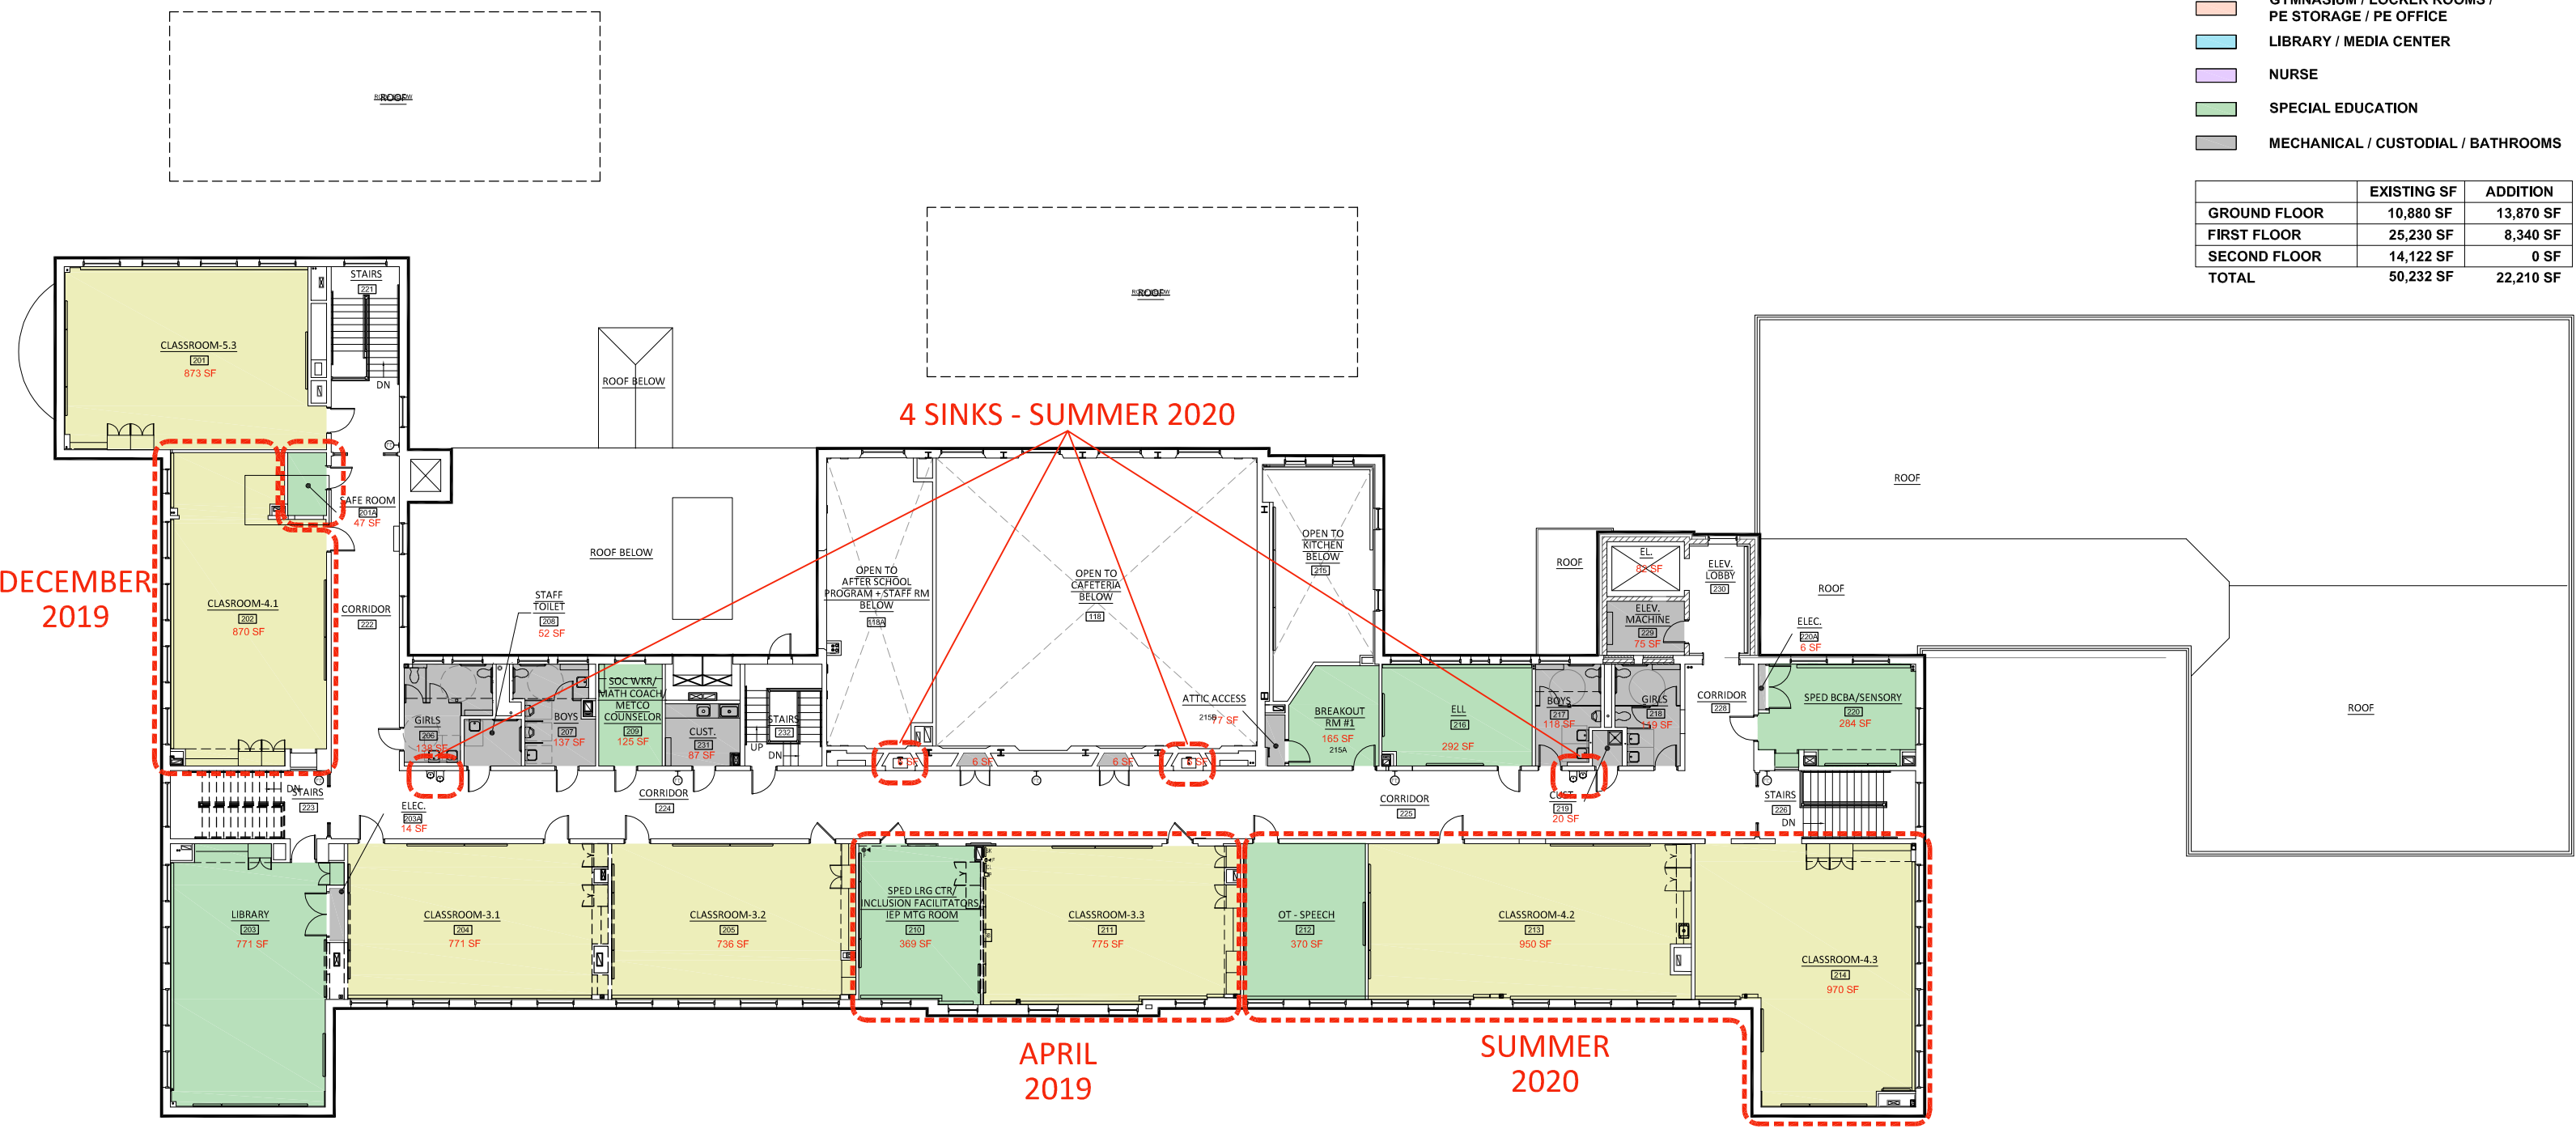 GYMNASIUM / LOCKER ROOMS /
PE STORAGE / PE OFFICE
LIBRARY / MEDIA CENTER
NURSE
SPECIAL EDUCATION
MECHANICAL / CUSTODIAL / BATHROOMS
EXISTING SF ADDITION
GROUND FLOOR 10,880 SF 13,870 SF
FIRST FLOOR 25,230 SF 8,340 SF
SECOND FLOOR 14,122 SF 0 SF
TOTAL 50,232 SF 22,210 SF
ROOF
ROOF
STAIRS
221
DN
CLASSROOM-5.3
201
873 SF
ROOF BELOW
4 SINKS - SUMMER 2020
SAFE ROOM
201A
47 SF
DECEMBER
2019
CLASROOM-4.1
202
870 SF
CORRIDOR
222
ROOF BELOW
STAFF
TOILET
208
52 SF
OPEN TO
AFTER SCHOOL
PROGRAM + STAFF RM
BELOW
118A
OPEN TO
CAFETERIA
BELOW
118
OPEN TO
KITCHEN
BELOW
215
ROOF
EL.
82 SF
ELEV.
LOBBY
230
ELEV.
MACHINE
229
75 SF
ROOF
ROOF
ROOF
ELEC.
220A
6 SF
GIRLS
206
138 SF
BOYS
207
137 SF
SOC WKR/
MATH COACH/
METCO
COUNSELOR
209
125 SF
CUST.
231
87 SF
STAIRS
232
UP
DN
ATTIC ACCESS
215B
77 SF
6 SF
6 SF
BREAKOUT
RM #1
165 SF
215A
ELL
216
292 SF
BOYS
217
118 SF
GIRLS
218
119 SF
CORRIDOR
228
SPED BCBA/SENSORY
220
284 SF
DN
STAIRS
223
ELEC.
203A
14 SF
CORRIDOR
224
CORRIDOR
225
CUST.
219
20 SF
STAIRS
226
DN
LIBRARY
203
771 SF
CLASSROOM-3.1
204
771 SF
CLASSROOM-3.2
205
736 SF
SPED LRG CTR/
INCLUSION FACILITATORS/
IEP MTG ROOM
210
369 SF
CLASSROOM-3.3
211
775 SF
OT - SPEECH
212
370 SF
CLASSROOM-4.2
213
950 SF
CLASSROOM-4.3
214
970 SF
APRIL
2019
SUMMER
2020